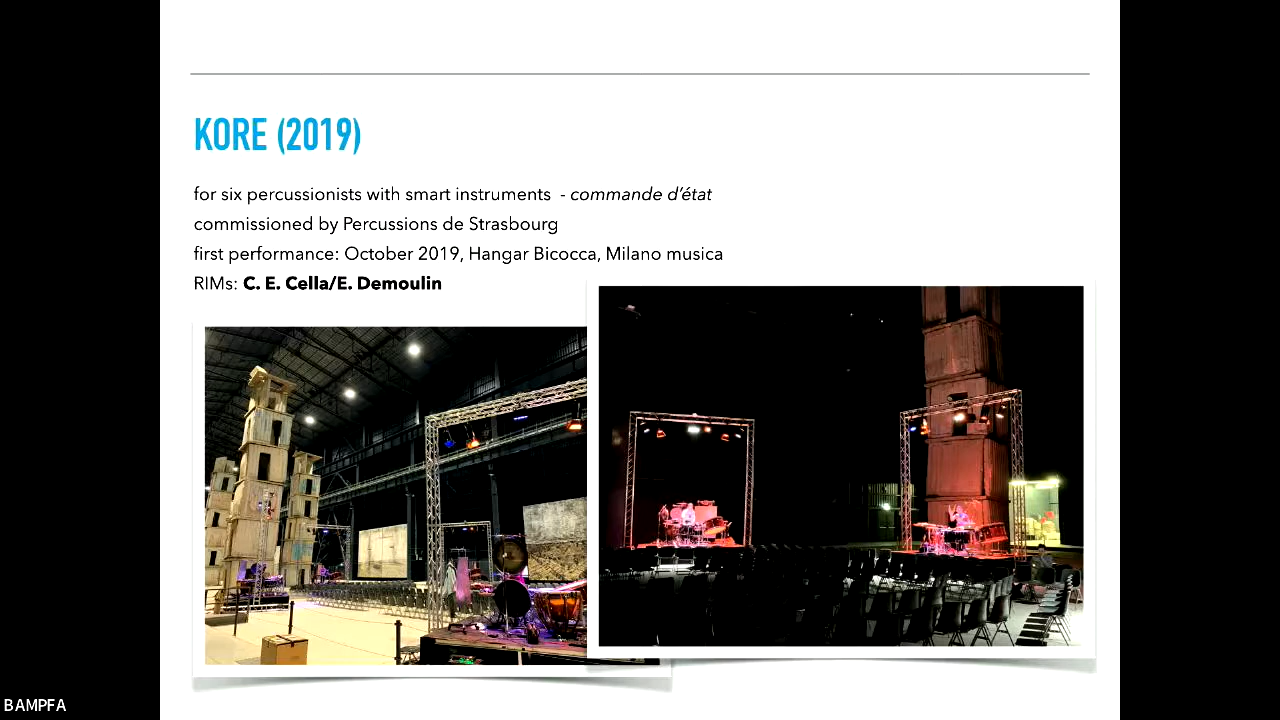 KORE (2019)
for six percussionists with smart instruments - commande d'état
commissioned by Percussions de Strasbourg
first performance: October 2019, Hangar Bicocca, Milano musica
RIMs: C. E. Cella/E. Demoulin
BAMPFA